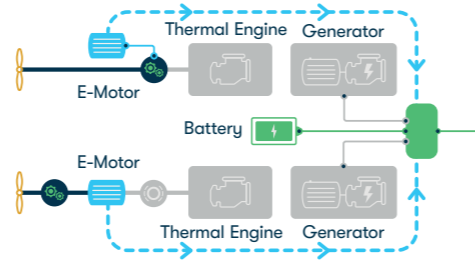 Thermal Engine
Generator
E-Motor
Battery
E-Motor
Thermal Engine
Generator